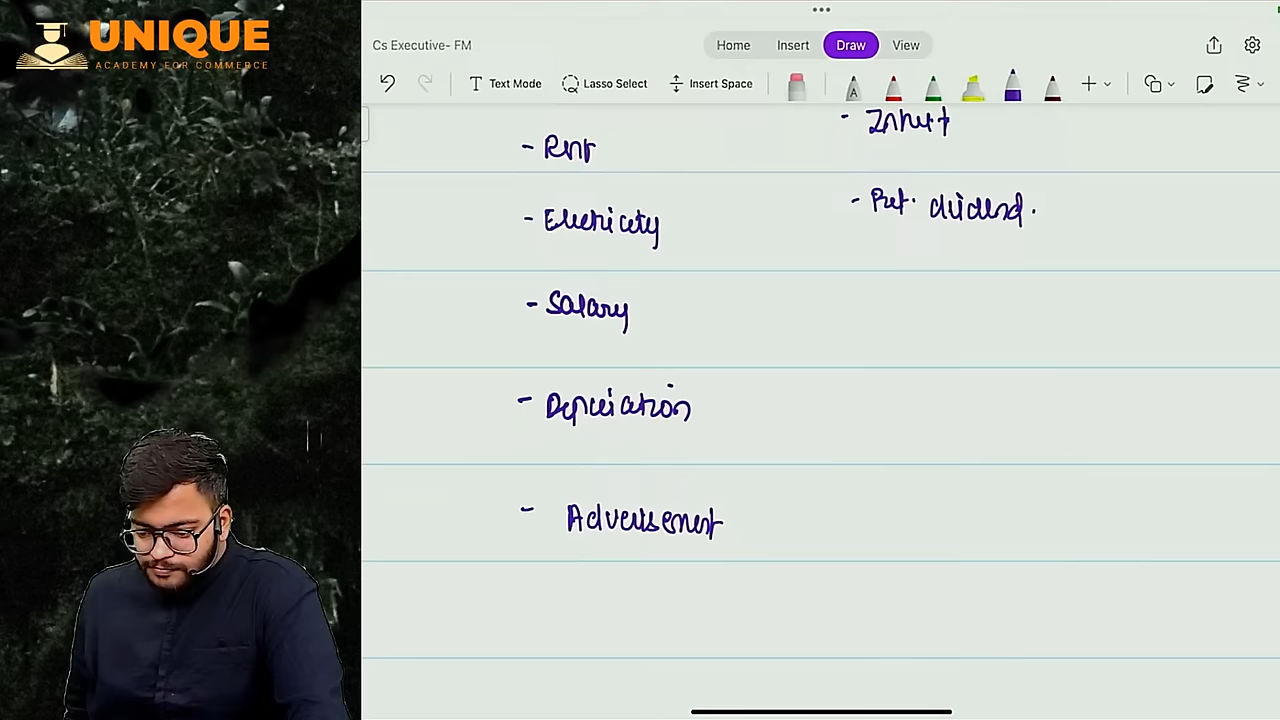 UNIQUE
ACADEMY FOR COMMERCE
Cs Executive- FM
Home Insert Draw View
Text Mode Lasso Select Insert Space
- Rent
- Electricity
- Salary
- Depreciation
- Advertisement
- Interest
- Pref. dividend.